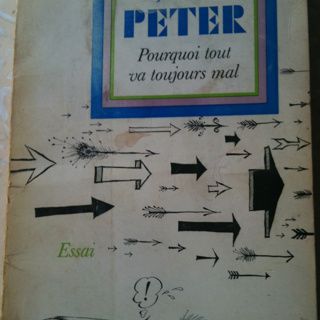 PETER
Pourquoi tout
va toujours mal
Essai
!